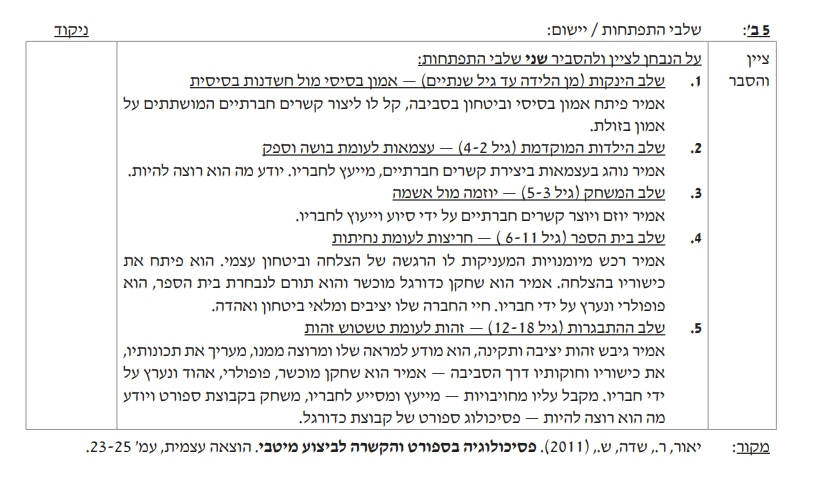 5 ב': שלבי התפתחות / יישום: ניקוד
ציין והסבר
על הנבחן לציין ולהסביר שני שלבי התפתחות:
1. שלב הינקות (מן הלידה עד גיל שנתיים) – אמון בסיסי מול חשדנות בסיסית
אמיר פיתח אמון בסיסי וביטחון בסביבה, קל לו ליצור קשרים חברתיים המושתתים על
אמון בזולת.
2. שלב הילדות המוקדמת (גיל 4-2) – עצמאות לעומת בושה וספק
אמיר נוהג בעצמאות ביצירת קשרים חברתיים, מייעץ לחבריו. יודע מה הוא רוצה להיות.
3. שלב המשחק (גיל 5-3) – יוזמה מול אשמה
אמיר יוזם ויוצר קשרים חברתיים על ידי סיוע וייעוץ לחבריו.
4. שלב בית הספר (גיל 6-11 ) – חריצות לעומת נחיתות
אמיר רכש מיומנויות המעניקות לו הרגשה של הצלחה וביטחון עצמי. הוא פיתח את
כישוריו בהצלחה. אמיר הוא שחקן כדורגל מוכשר והוא תורם לנבחרת בית הספר, הוא
פופולרי ונערץ על ידי חבריו. חיי החברה שלו יציבים ומלאי ביטחון ואהדה.
5. שלב ההתבגרות (גיל 12-18) – זהות לעומת טשטוש זהות
אמיר גיבש זהות יציבה ותקינה, הוא מודע למראה שלו ומרוצה ממנו, מעריך את תכונותיו,
את כישוריו וחוקותיו דרך הסביבה – אמיר הוא שחקן מוכשר, פופולרי, אהוד ונערץ על
ידי חבריו. מקבל עליו מחויבויות – מייעץ ומסייע לחבריו, משחק בקבוצת ספורט ויודע
מה הוא רוצה להיות – פסיכולוג ספורט של קבוצת כדורגל.
מקור: יאור, ר., שדה, ש., (2011). פסיכולוגיה בספורט והקשרה לביצוע מיטבי. הוצאה עצמית, עמ' 23-25.